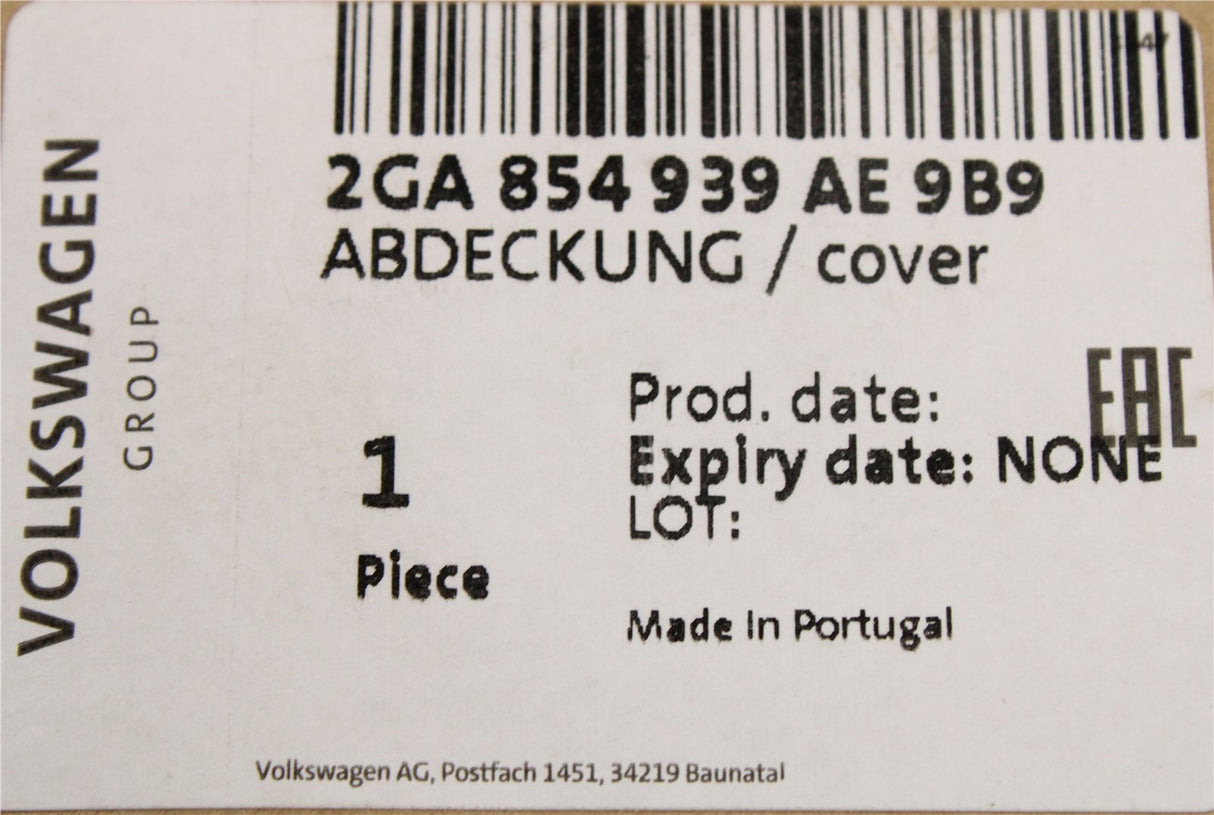 VOLKSWAGEN
GROUP
2GA 854 939 AE 9B9
ABDECKUNG / cover
EAC
1
Piece
Prod. date:
Expiry date: NONE
LOT:
Made in Portugal
Volkswagen AG, Postfach 1451, 34219 Baunatal